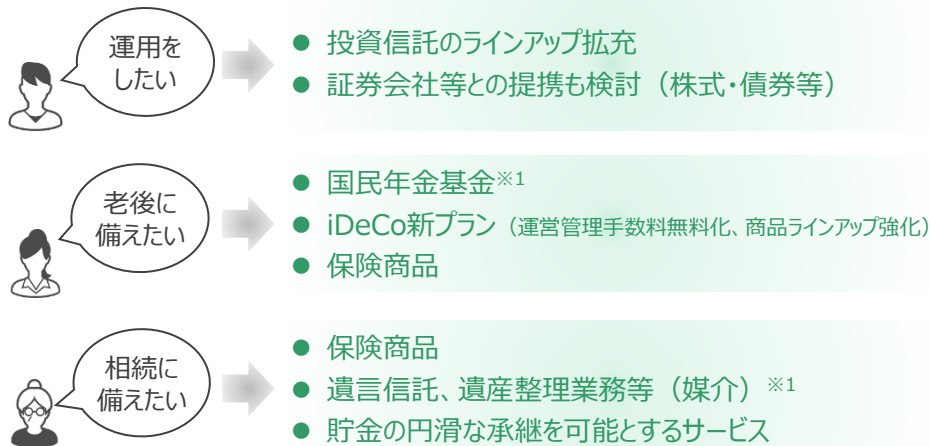 運用を
したい
● 投資信託のラインアップ拡充
● 証券会社等との提携も検討（株式・債券等）
老後に
備えたい
● 国民年金基金※1
● iDeCo新プラン（運営管理手数料無料化、商品ラインアップ強化）
● 保険商品
相続に
備えたい
● 保険商品
● 遺言信託、遺産整理業務等（媒介）※1
● 貯金の円滑な承継を可能とするサービス